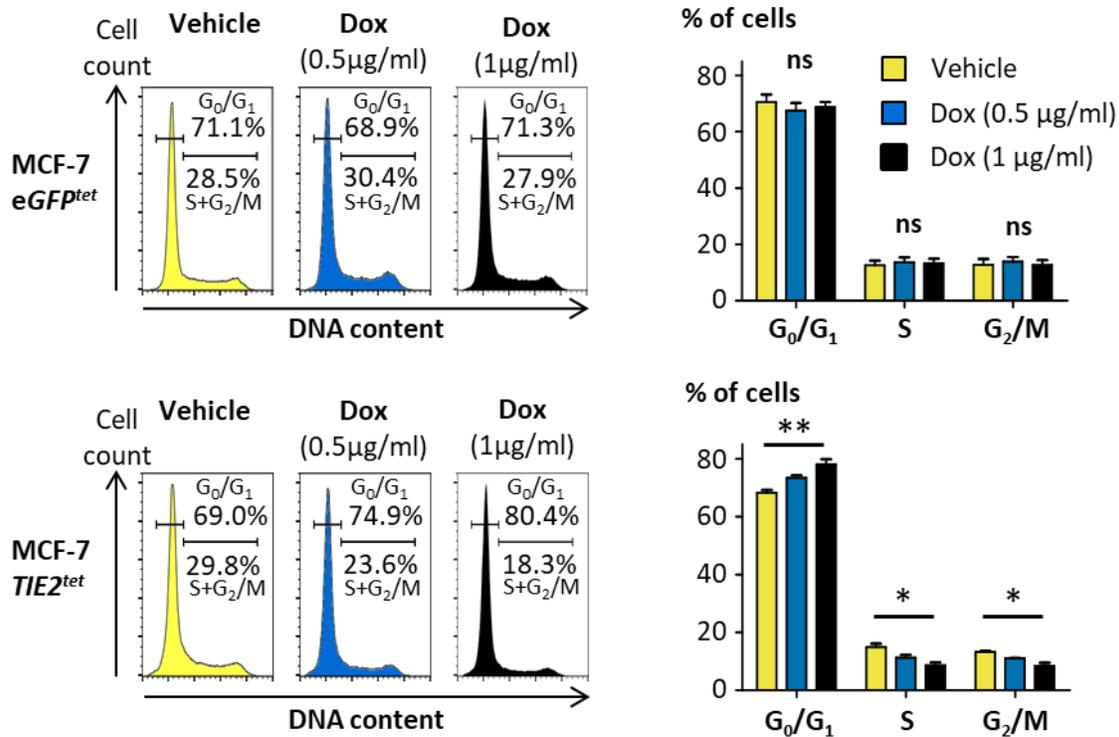 Cell
count
Vehicle
Dox
(0.5µg/ml)
Dox
(1µg/ml)
MCF-7
eGFPtet
G0/G1
71.1%
28.5%
S+G2/M
G0/G1
68.9%
30.4%
S+G2/M
G0/G1
71.3%
27.9%
S+G2/M
DNA content
% of cells
80
60
40
20
0
ns
ns
ns
G0/G1
S
G2/M
Vehicle
Dox (0.5 µg/ml)
Dox (1 µg/ml)
Cell
count
Vehicle
Dox
(0.5µg/ml)
Dox
(1µg/ml)
MCF-7
TIE2tet
G0/G1
69.0%
29.8%
S+G2/M
G0/G1
74.9%
23.6%
S+G2/M
G0/G1
80.4%
18.3%
S+G2/M
DNA content
% of cells
80
60
40
20
0
**
*
*
G0/G1
S
G2/M